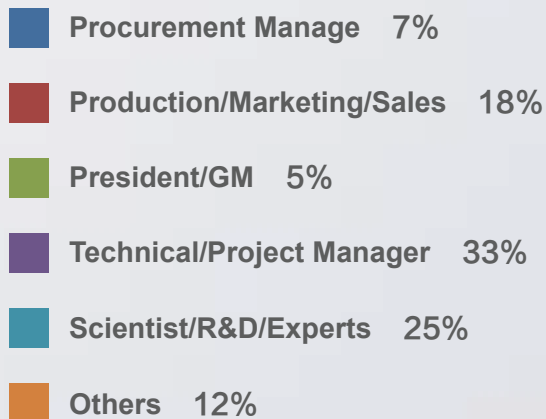 Procurement Manage 7%
Production/Marketing/Sales 18%
President/GM 5%
Technical/Project Manager 33%
Scientist/R&D/Experts 25%
Others 12%